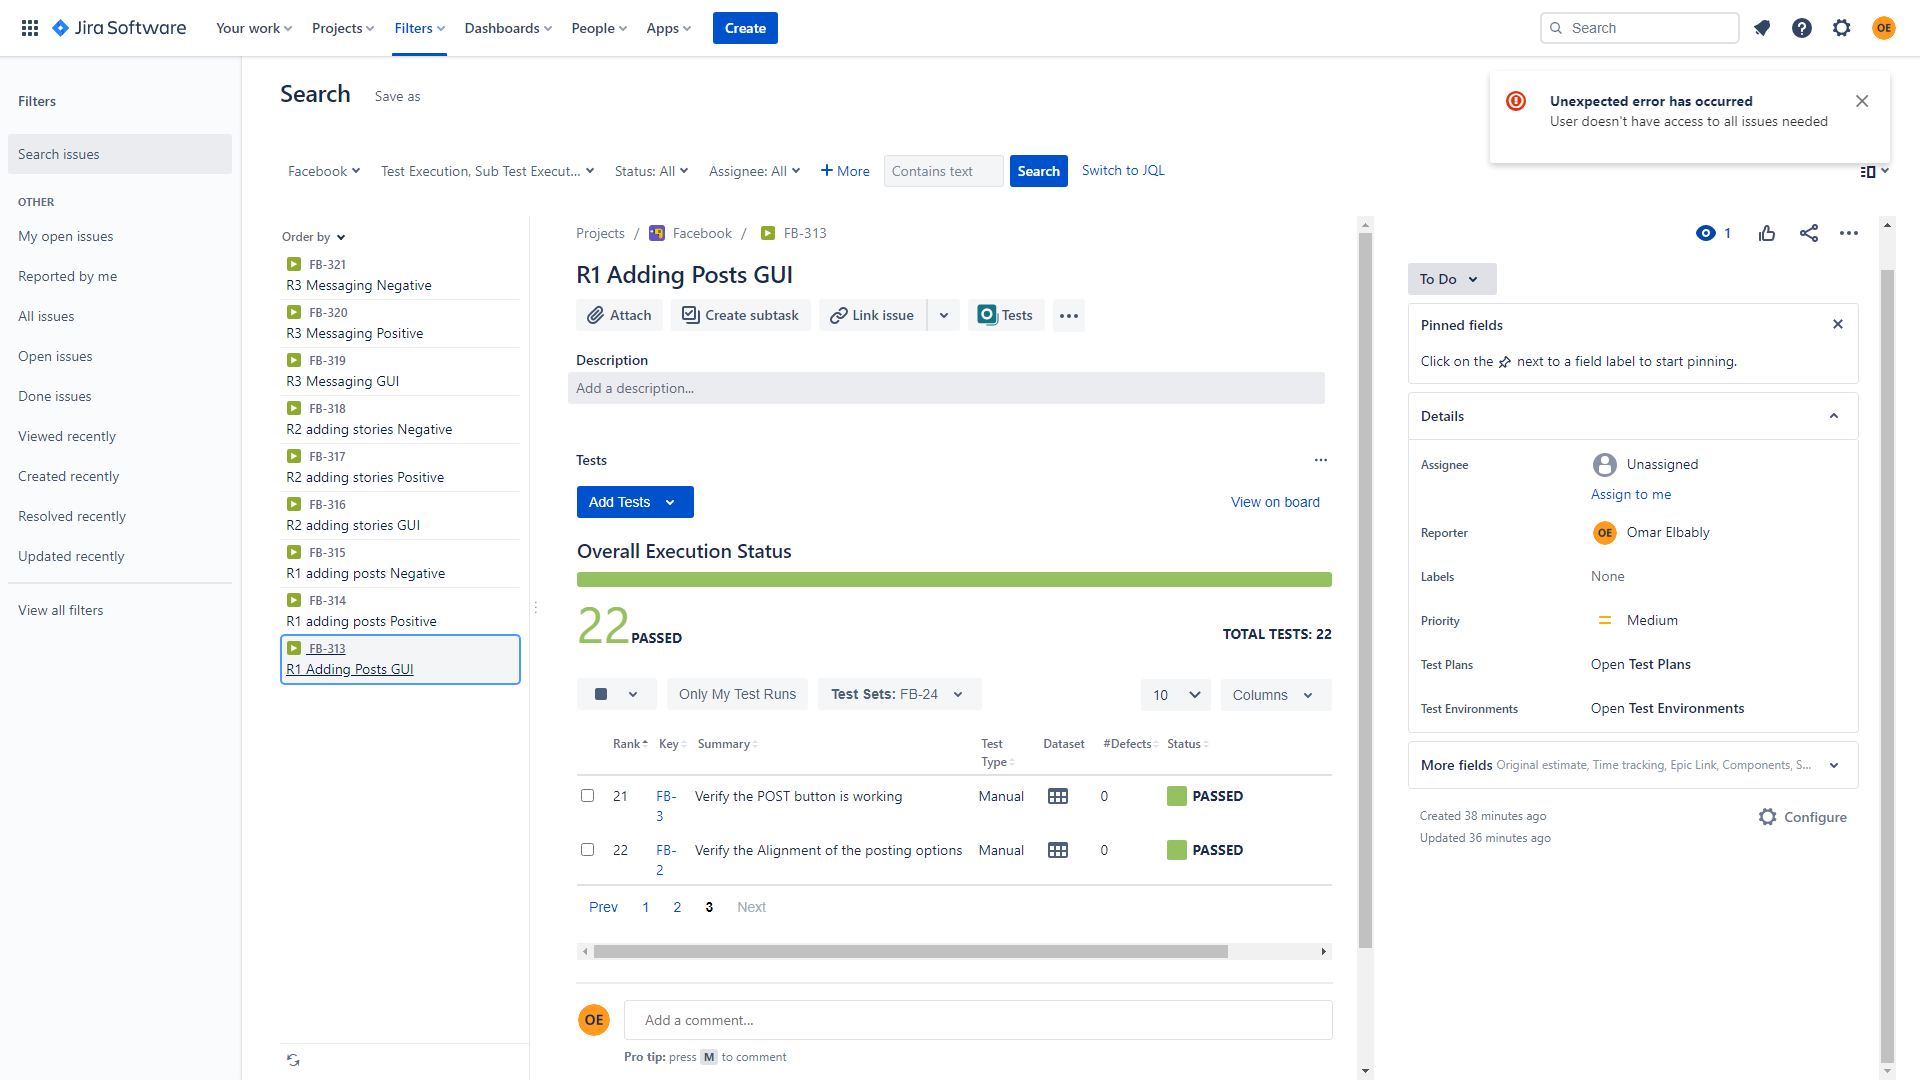 Jira Software
Your work
Projects
Filters
Dashboards
People
Apps
Create
Search
OE
Filters
Search issues
OTHER
My open issues
Reported by me
All issues
Open issues
Done issues
Viewed recently
Created recently
Resolved recently
Updated recently
View all filters
Search
Save as
Unexpected error has occurred
User doesn't have access to all issues needed
Facebook
Test Execution, Sub Test Execut...
Status: All
Assignee: All
More
Contains text
Search
Switch to JQL
Order by
FB-321
R3 Messaging Negative
FB-320
R3 Messaging Positive
FB-319
R3 Messaging GUI
FB-318
R2 adding stories Negative
FB-317
R2 adding stories Positive
FB-316
R2 adding stories GUI
FB-315
R1 adding posts Negative
FB-314
R1 adding posts Positive
FB-313
R1 Adding Posts GUI
Projects / Facebook / FB-313
R1 Adding Posts GUI
Attach
Create subtask
Link issue
Tests
Description
Add a description...
Tests
Add Tests
View on board
Overall Execution Status
22 PASSED
TOTAL TESTS: 22
Only My Test Runs
Test Sets: FB-24
10
Columns
Rank Key Summary Test Type Dataset #Defects Status
21 FB-3 Verify the POST button is working Manual 0 PASSED
22 FB-2 Verify the Alignment of the posting options Manual 0 PASSED
Prev 1 2 3 Next
OE
Add a comment...
Pro tip: press M to comment
1
To Do
Pinned fields
Click on the next to a field label to start pinning.
Details
Assignee
Unassigned
Assign to me
Reporter
OE Omar Elbably
Labels
None
Priority
Medium
Test Plans
Open Test Plans
Test Environments
Open Test Environments
More fields Original estimate, Time tracking, Epic Link, Components, S...
Created 38 minutes ago
Configure
Updated 36 minutes ago